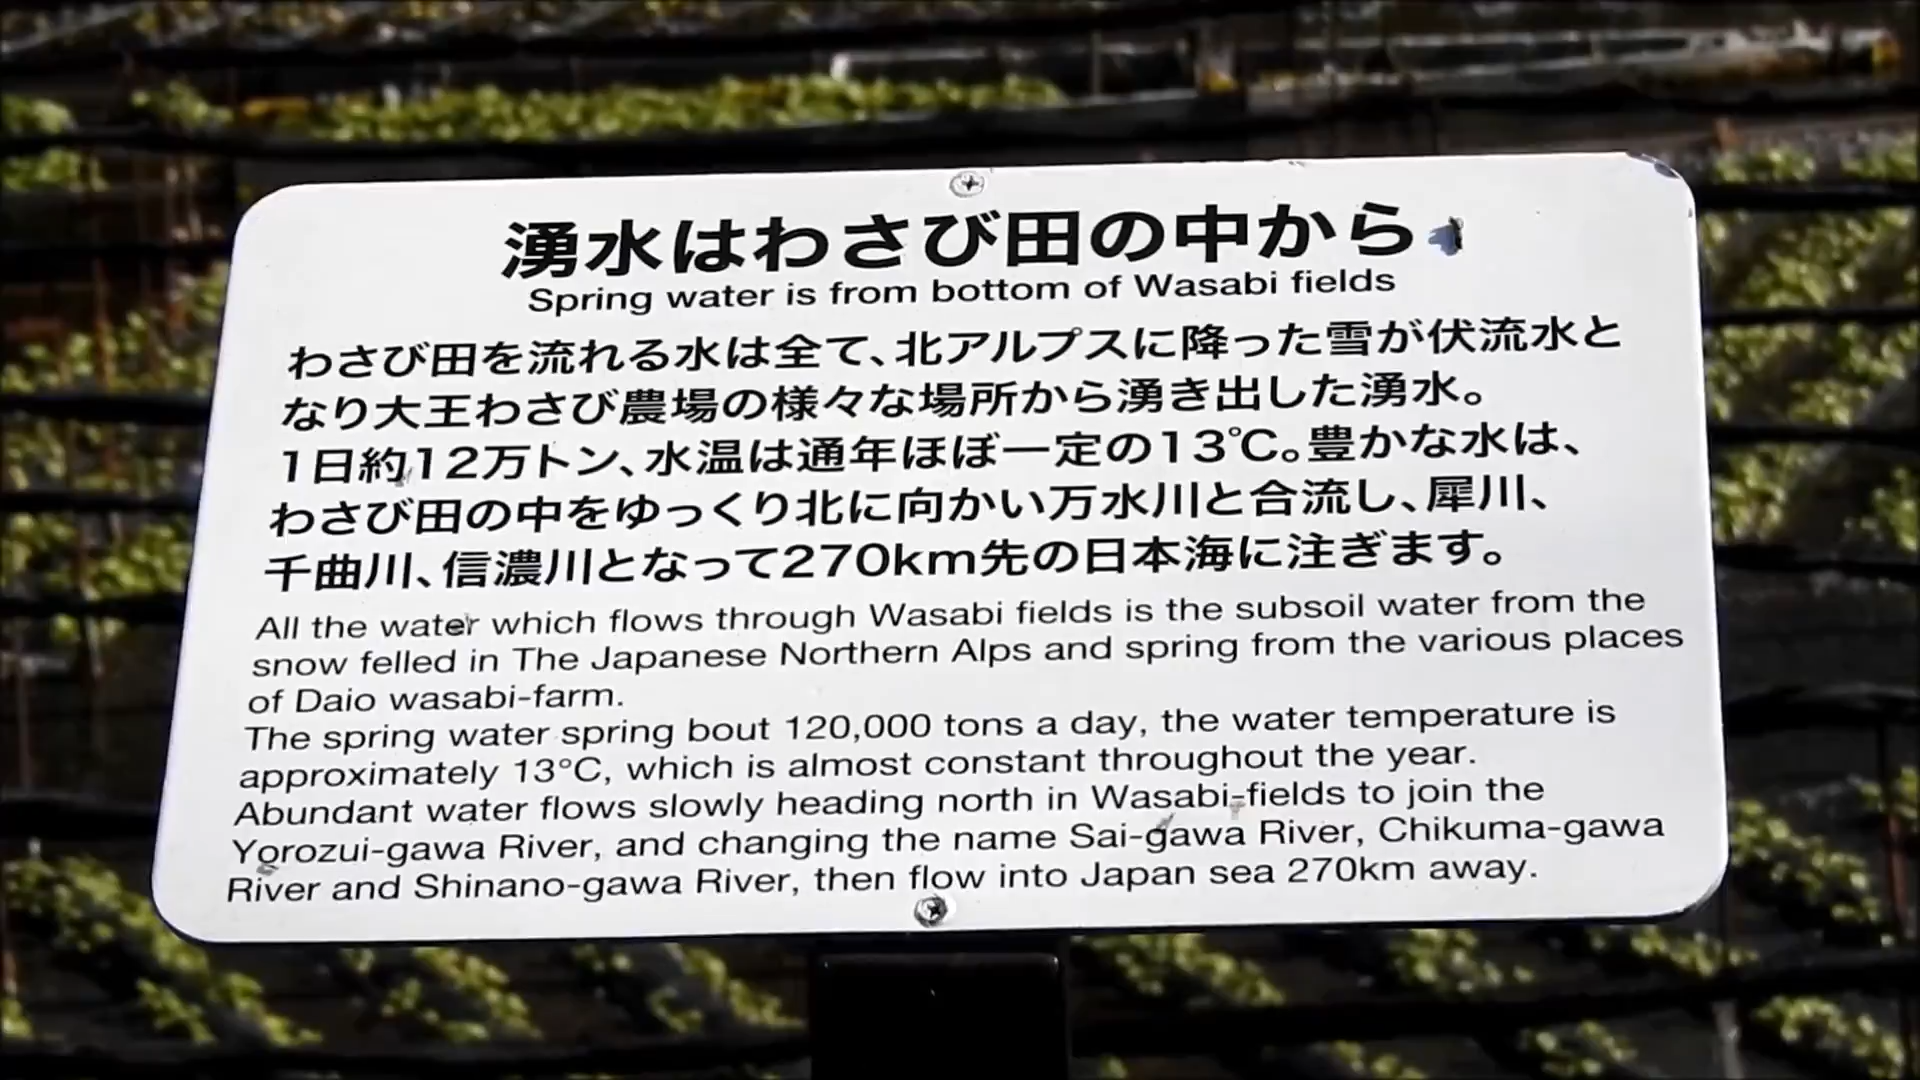 湧水はわさび田の中から
Spring water is from bottom of Wasabi fields
わさび田を流れる水は全て、北アルプスに降った雪が伏流水と
なり大王わさび農場の様々な場所から湧き出した湧水。
1日約12万トン、水温は通年ほぼ一定の13℃。豊かな水は、
わさび田の中をゆっくり北に向かい万水川と合流し、犀川、
千曲川、信濃川となって270km先の日本海に注ぎます。
All the water which flows through Wasabi fields is the subsoil water from the
snow felled in The Japanese Northern Alps and spring from the various places
of Daio wasabi-farm.
The spring water spring bout 120,000 tons a day, the water temperature is
approximately 13°C, which is almost constant throughout the year.
Abundant water flows slowly heading north in Wasabi-fields to join the
Yorozui-gawa River, and changing the name Sai-gawa River, Chikuma-gawa
River and Shinano-gawa River, then flow into Japan sea 270km away.